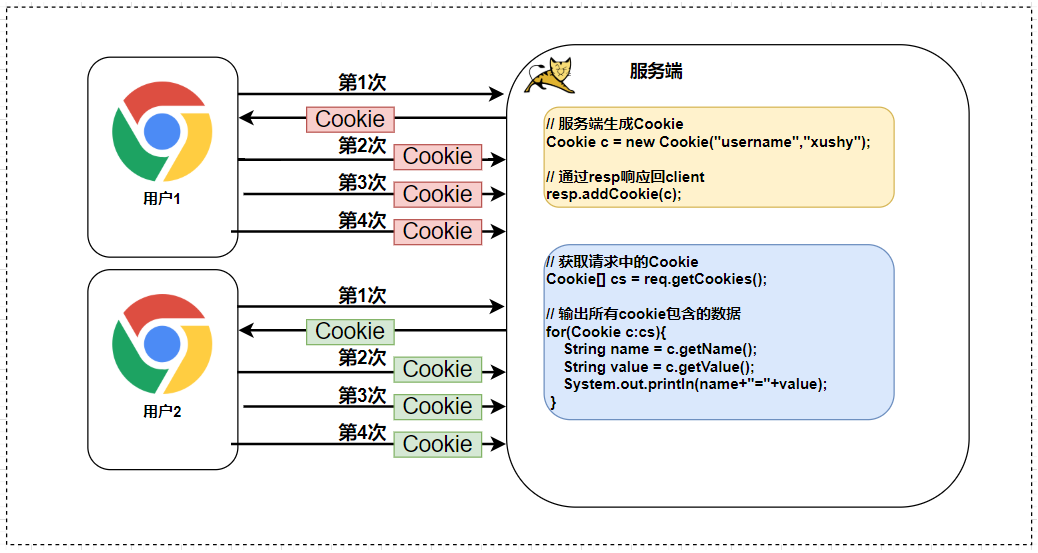 服务端
第1次
Cookie
第2次
Cookie
第3次
Cookie
第4次
Cookie
用户1
第1次
Cookie
第2次
Cookie
第3次
Cookie
第4次
Cookie
用户2
// 服务端生成Cookie
Cookie c = new Cookie("username","xushy");
// 通过resp响应回client
resp.addCookie(c);
// 获取请求中的Cookie
Cookie[] cs = req.getCookies();
// 输出所有cookie包含的数据
for(Cookie c:cs){
String name = c.getName();
String value = c.getValue();
System.out.println(name+"="+value);
}